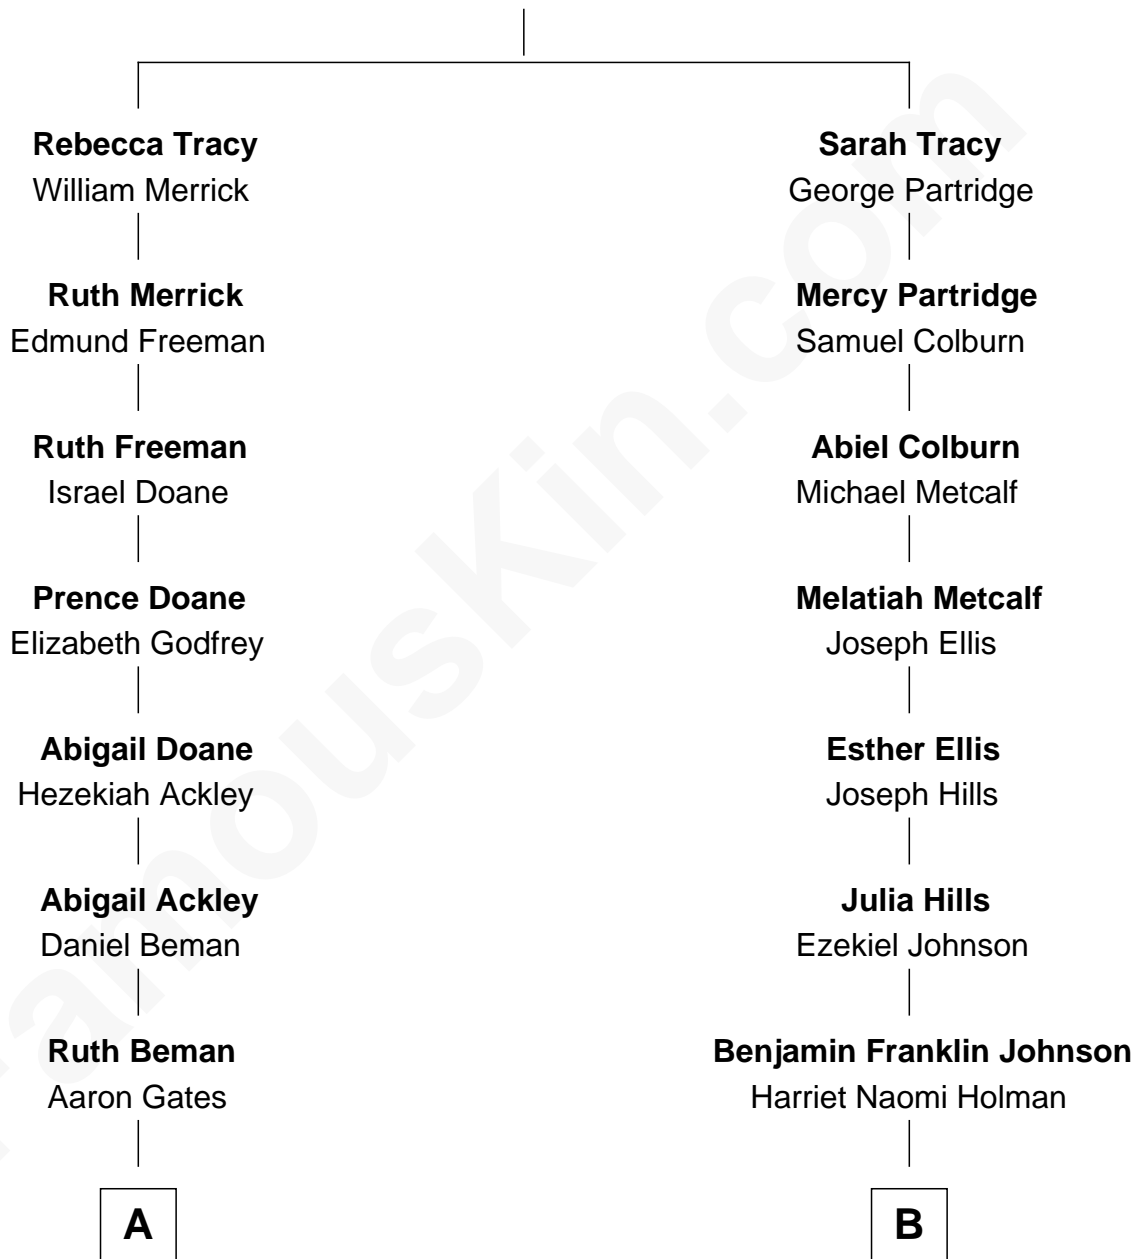 Rebecca Tracy
William Merrick
Ruth Merrick
Edmund Freeman
Ruth Freeman
Israel Doane
Prence Doane
Elizabeth Godfrey
Abigail Doane
Hezekiah Ackley
Abigail Ackley
Daniel Beman
Ruth Beman
Aaron Gates
A
Sarah Tracy
George Partridge
Mercy Partridge
Samuel Colburn
Abiel Colburn
Michael Metcalf
Melatiah Metcalf
Joseph Ellis
Esther Ellis
Joseph Hills
Julia Hills
Ezekiel Johnson
Benjamin Franklin Johnson
Harriet Naomi Holman
B
FamousKin.com